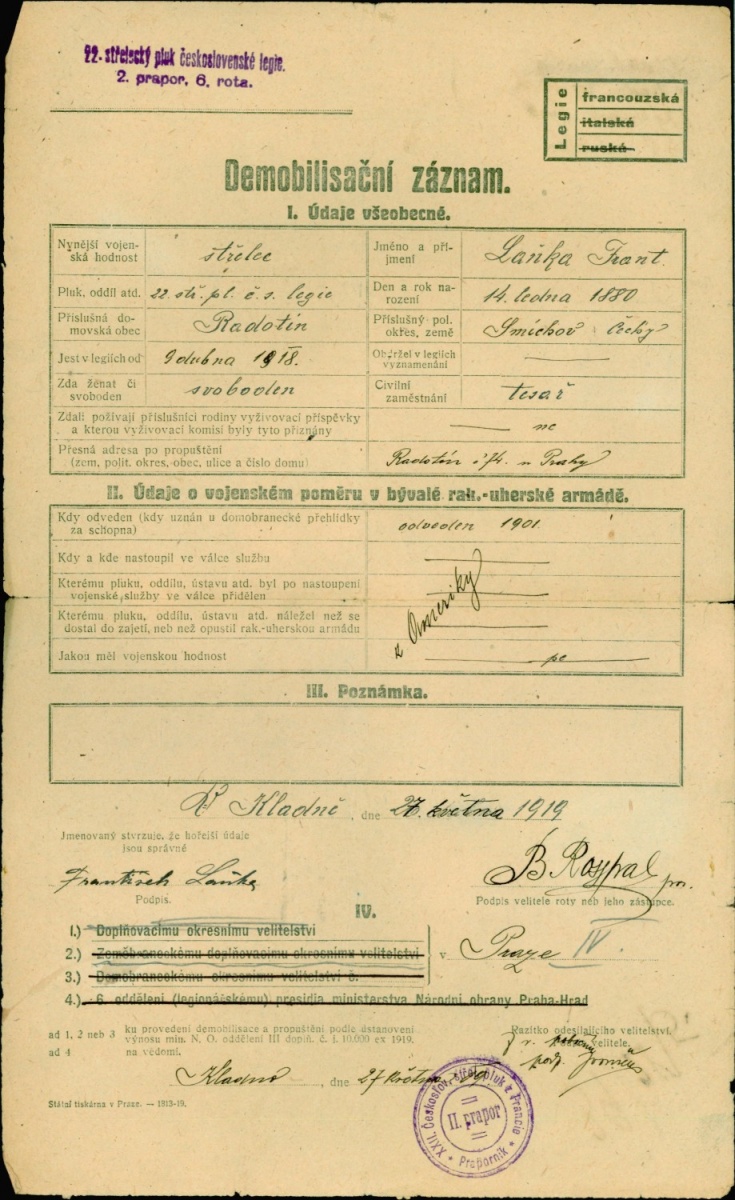 22. střelecký pluk československé legie.
2. prapor, 6. rota.
Legie
francouzská
italská
ruská
Demobilisační záznam.
I. Údaje všeobecné.
Nynější vojenská hodnost střelec Jméno a příjmení Laňka Frant.
Pluk, oddíl atd. 22. stř. pl. č. s. legie Den a rok narození 14. ledna 1880
Příslušná domovská obec Radotín Příslušný pol. okres, země Smíchov Čechy
Jest v legiích od 9 dubna 1918. Obdržel v legiích vyznamenání
Zda ženat či svoboden svoboden Civilní zaměstnání tesař
Zdali požívají příslušníci rodiny vyživovací příspěvky
a kterou vyživovací komisí byly tyto přiznány ne
Přesná adresa po propuštění
(zem, polit. okres, obec, ulice a číslo domu) Radotín č 74. u Prahy
II. Údaje o vojenském poměru v bývalé rak.-uherské armádě.
Kdy odveden (kdy uznán u domobranecké přehlídky
za schopna) odveden 1901.
Kdy a kde nastoupil ve válce službu
Kterému pluku, oddílu, ústavu atd. byl po nastoupení
vojenské služby ve válce přidělen
z Ameriky
Kterému pluku, oddílu, ústavu atd. náležel než se
dostal do zajetí, neb než opustil rak.-uherskou armádu
Jakou měl vojenskou hodnost
III. Poznámka.
V Kladně, dne 27. května 1919
Jmenovaný stvrzuje, že hořejší údaje
jsou správné
František Laňka
Podpis.
B Rosypal
Podpis velitele roty neb jeho zástupce.
IV.
1.) Doplňovacímu okresnímu velitelství
2.) Zeměbraneckému doplňovacímu okresnímu velitelství
v Praze IV.
3.) Domobraneckému okresnímu velitelství č.
4.) 6. oddělení (legionářskému) presidia ministerstva Národní obrany Praha-Hrad
ad 1, 2 neb 3 ku provedení demobilisace a propuštění podle ustanovení
výnosu min. N. O. oddělení III doplň. č. j. 10.000 ex 1919.
ad 4 na vědomí.
Razítko odesílajícího velitelství.
velitele.
Kladno dne 27 května
XXII. Českoslov. střel. pluk z Francie
II. prapor
Praporník
Státní tiskárna v Praze. — 1813-19.